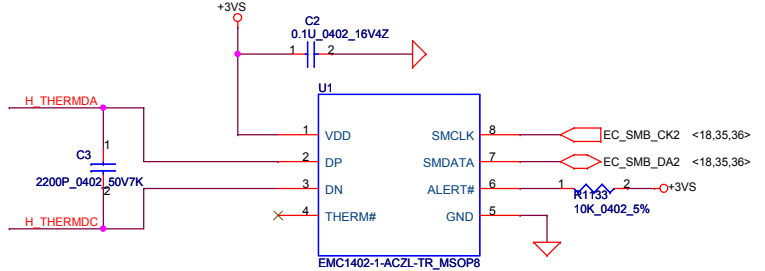 +3VS
C2
0.1U_0402_16V4Z
1 2
U1
H_THERMDA
1 VDD SMCLK 8 EC_SMB_CK2 <18,35,36>
1
C3
2 DP SMDATA 7 EC_SMB_DA2 <18,35,36>
2200P_0402_50V7K
2
3 DN ALERT# 6 1 2 +3VS
R1133
10K_0402_5%
H_THERMDC
4 THERM# GND 5
EMC1402-1-ACZL-TR_MSOP8